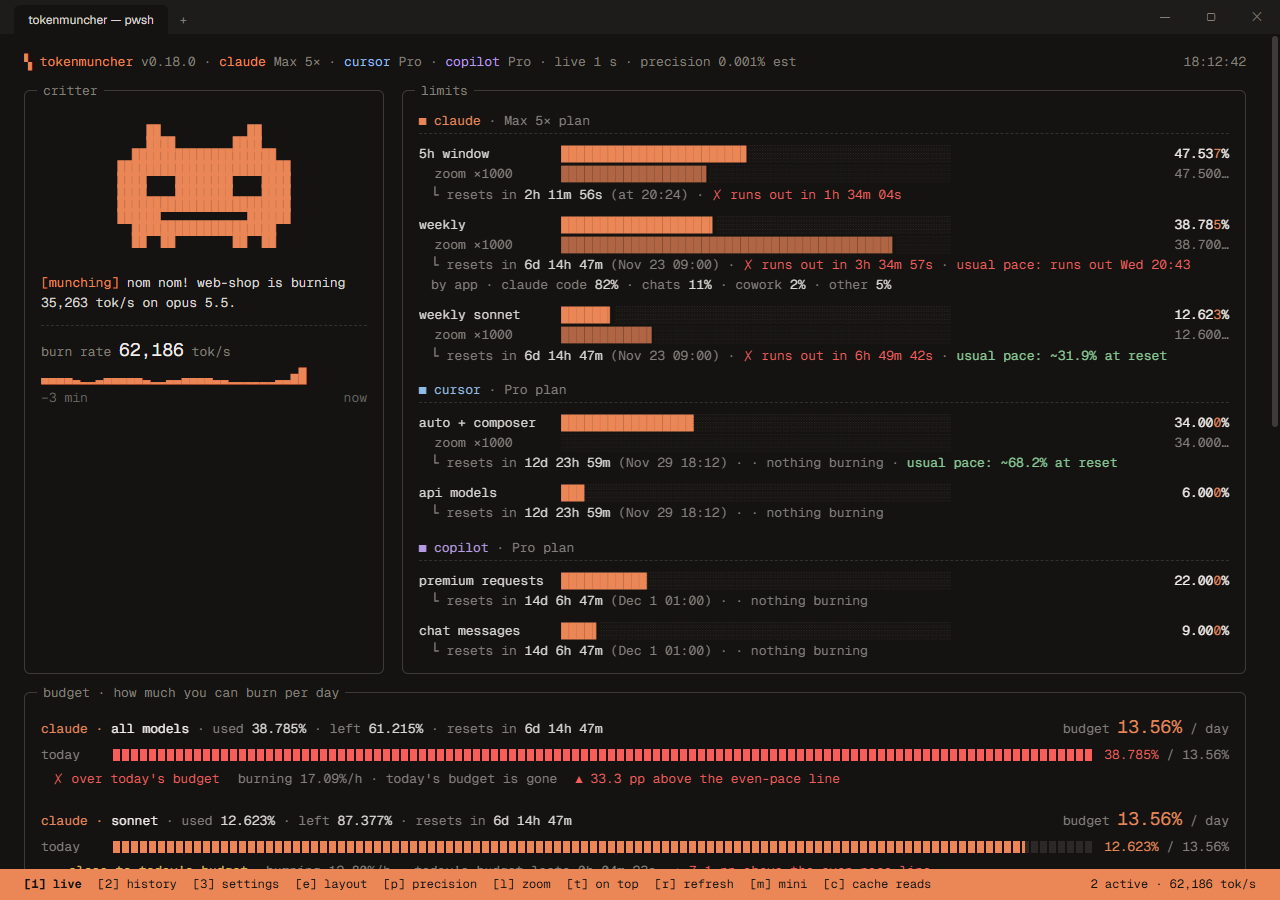 tokenmuncher — pwsh +
tokenmuncher v0.18.0 · claude Max 5× · cursor Pro · copilot Pro · live 1 s · precision 0.001% est 18:12:42
critter
[munching] nom nom! web-shop is burning
35,263 tok/s on opus 5.5.
burn rate 62,186 tok/s
−3 min now
limits
■ claude · Max 5× plan
5h window 47.537%
zoom ×1000 47.500…
└ resets in 2h 11m 56s (at 20:24) · ✗ runs out in 1h 34m 04s
weekly 38.785%
zoom ×1000 38.700…
└ resets in 6d 14h 47m (Nov 23 09:00) · ✗ runs out in 3h 34m 57s · usual pace: runs out Wed 20:43
by app · claude code 82% · chats 11% · cowork 2% · other 5%
weekly sonnet 12.623%
zoom ×1000 12.600…
└ resets in 6d 14h 47m (Nov 23 09:00) · ✗ runs out in 6h 49m 42s · usual pace: ~31.9% at reset
■ cursor · Pro plan
auto + composer 34.000%
zoom ×1000 34.000…
└ resets in 12d 23h 59m (Nov 29 18:12) · · nothing burning · usual pace: ~68.2% at reset
api models 6.000%
└ resets in 12d 23h 59m (Nov 29 18:12) · · nothing burning
■ copilot · Pro plan
premium requests 22.000%
└ resets in 14d 6h 47m (Dec 1 01:00) · · nothing burning
chat messages 9.000%
└ resets in 14d 6h 47m (Dec 1 01:00) · · nothing burning
budget · how much you can burn per day
claude · all models · used 38.785% · left 61.215% · resets in 6d 14h 47m budget 13.56% / day
today 38.785% / 13.56%
✗ over today's budget burning 17.09%/h · today's budget is gone ▲ 33.3 pp above the even-pace line
claude · sonnet · used 12.623% · left 87.377% · resets in 6d 14h 47m budget 13.56% / day
today 12.623% / 13.56%
[1] live [2] history [3] settings [e] layout [p] precision [l] zoom [t] on top [r] refresh [m] mini [c] cache reads 2 active · 62,186 tok/s